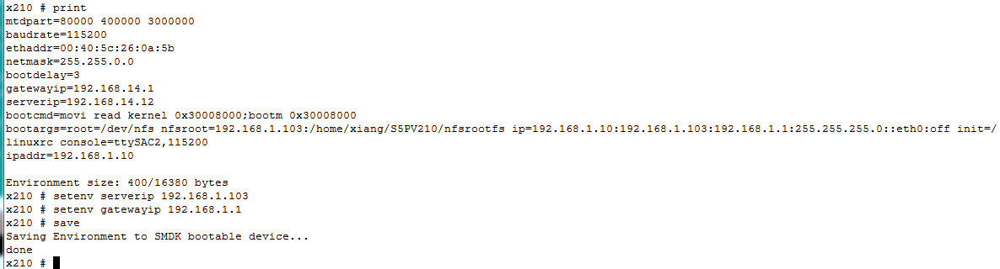 x210 # print
mtdpart=80000 400000 3000000
baudrate=115200
ethaddr=00:40:5c:26:0a:5b
netmask=255.255.0.0
bootdelay=3
gatewayip=192.168.14.1
serverip=192.168.14.12
bootcmd=movi read kernel 0x30008000;bootm 0x30008000
bootargs=root=/dev/nfs nfsroot=192.168.1.103:/home/xiang/S5PV210/nfsrootfs ip=192.168.1.10:192.168.1.103:192.168.1.1:255.255.255.0::eth0:off init=/
linuxrc console=ttySAC2,115200
ipaddr=192.168.1.10
Environment size: 400/16380 bytes
x210 # setenv serverip 192.168.1.103
x210 # setenv gatewayip 192.168.1.1
x210 # save
Saving Environment to SMDK bootable device...
done
x210 #